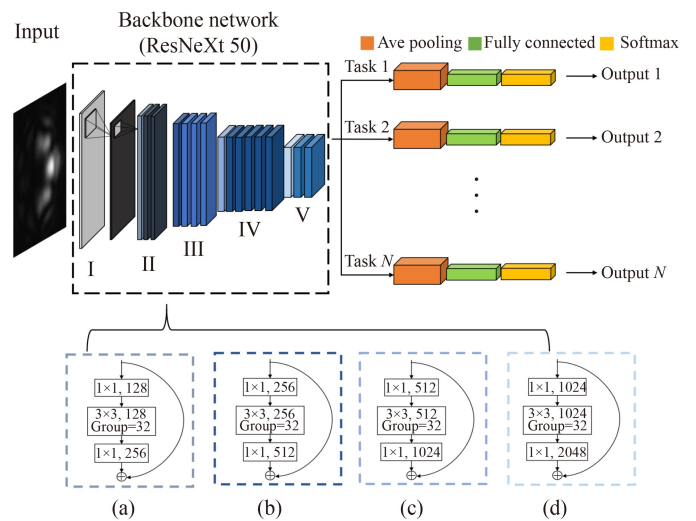 Input
Backbone network
(ResNeXt 50)
Ave pooling
Fully connected
Softmax
Task 1
Output 1
Task 2
Output 2
Task N
Output N
I
II
III
IV
V
1×1, 128
3×3, 128
Group=32
1×1, 256
(a)
1×1, 256
3×3, 256
Group=32
1×1, 512
(b)
1×1, 512
3×3, 512
Group=32
1×1, 1024
(c)
1×1, 1024
3×3, 1024
Group=32
1×1, 2048
(d)